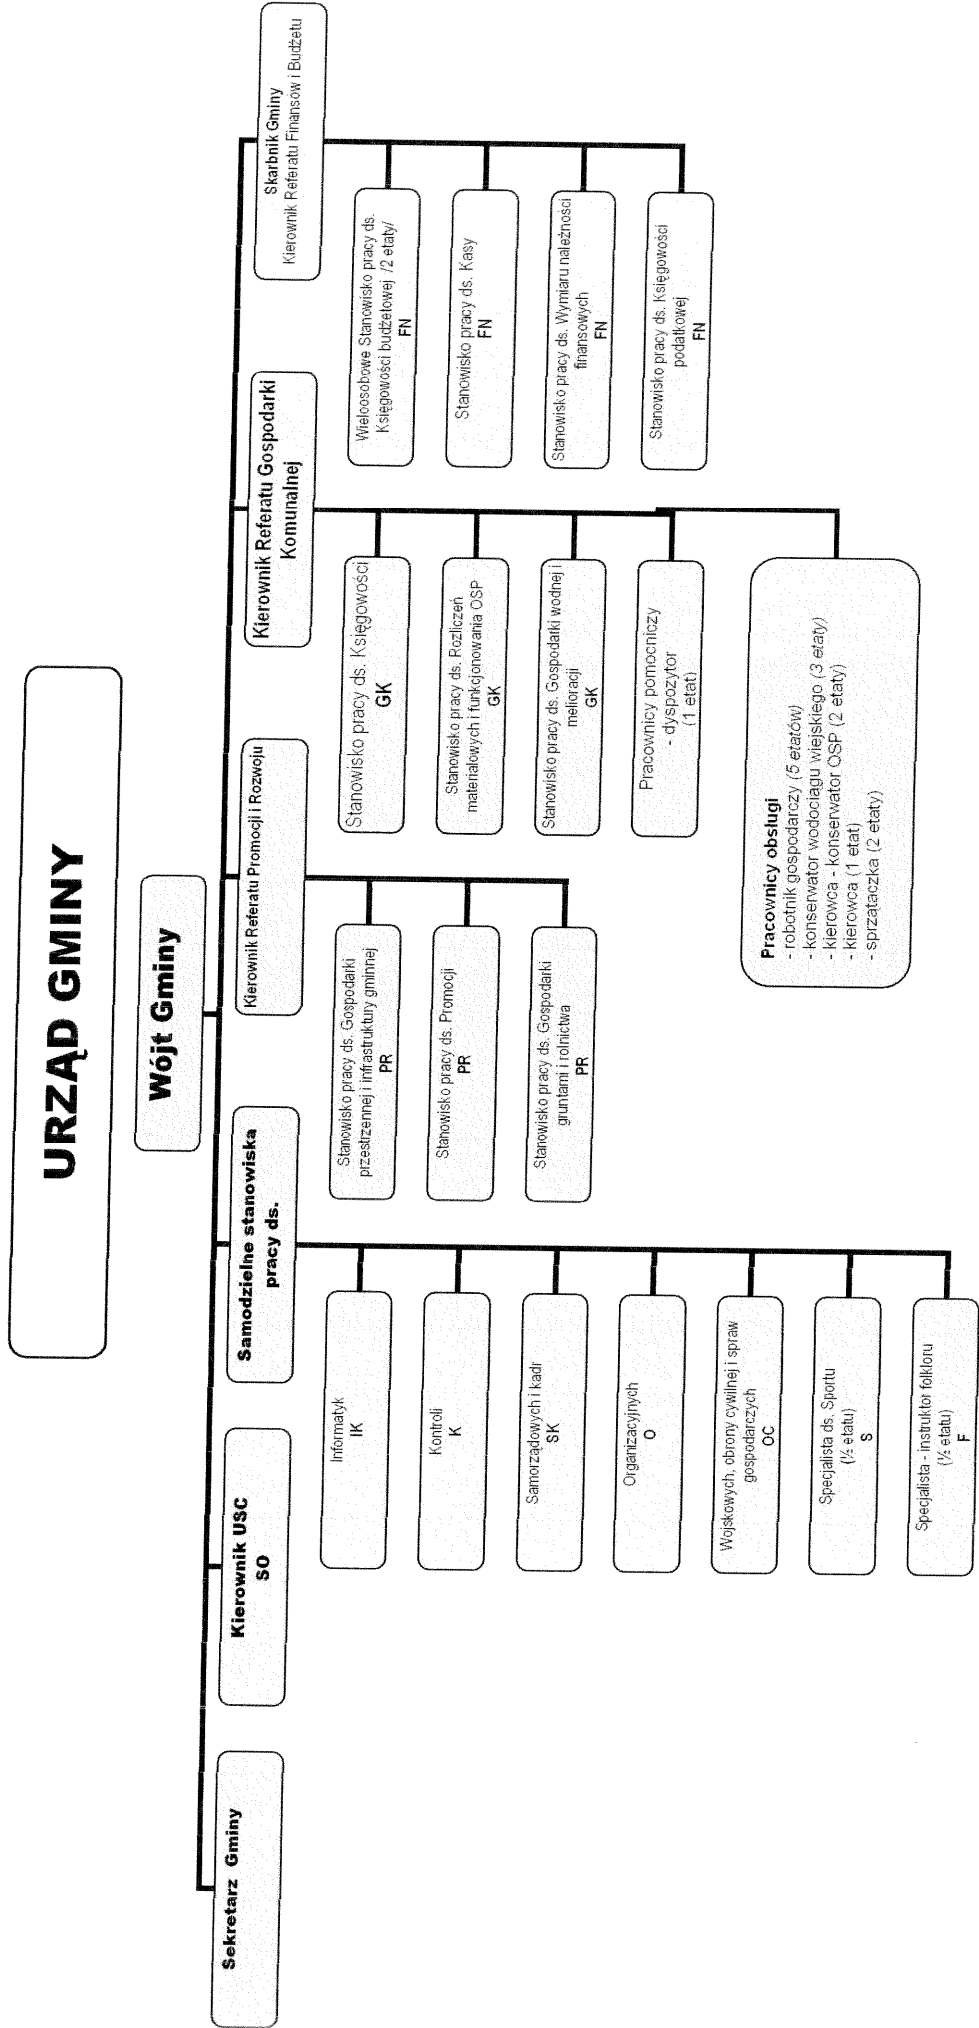 URZĄD GMINY
Wójt Gminy
Sekretarz Gminy
Kierownik USC
SO
Samodzielne stanowiska
pracy ds.
Informatyk
IK
Kontroli
K
Samorządowych i kadr
SK
Organizacyjnych
O
Wojskowych, obrony cywilnej i spraw
gospodarczych
OC
Specjalista ds. Sportu
(½ etatu)
S
Specjalista - instruktor folkloru
(½ etatu)
F
Kierownik Referatu Promocji i Rozwoju
Stanowisko pracy ds. Gospodarki
przestrzennej i infrastruktury gminnej
PR
Stanowisko pracy ds. Promocji
PR
Stanowisko pracy ds. Gospodarki
gruntami i rolnictwa
PR
Kierownik Referatu Gospodarki
Komunalnej
Stanowisko pracy ds. Księgowości
GK
Stanowisko pracy ds. Rozliczeń
materiałowych i funkcjonowania OSP
GK
Stanowisko pracy ds. Gospodarki wodnej i
melioracji
GK
Pracownicy pomocniczy
- dyspozytor
(1 etat)
Pracownicy obsługi
- robotnik gospodarczy (5 etatów)
- konserwator wodociągu wiejskiego (3 etaty)
- kierowca - konserwator OSP (2 etaty)
- kierowca (1 etat)
- sprzątaczka (2 etaty)
Skarbnik Gminy
Kierownik Referatu Finansów i Budżetu
Wieloosobowe Stanowisko pracy ds.
Księgowości budżetowej /2 etaty/
FN
Stanowisko pracy ds. Kasy
FN
Stanowisko pracy ds. Wymiaru należności
finansowych
FN
Stanowisko pracy ds. Księgowości
podatkowej
FN